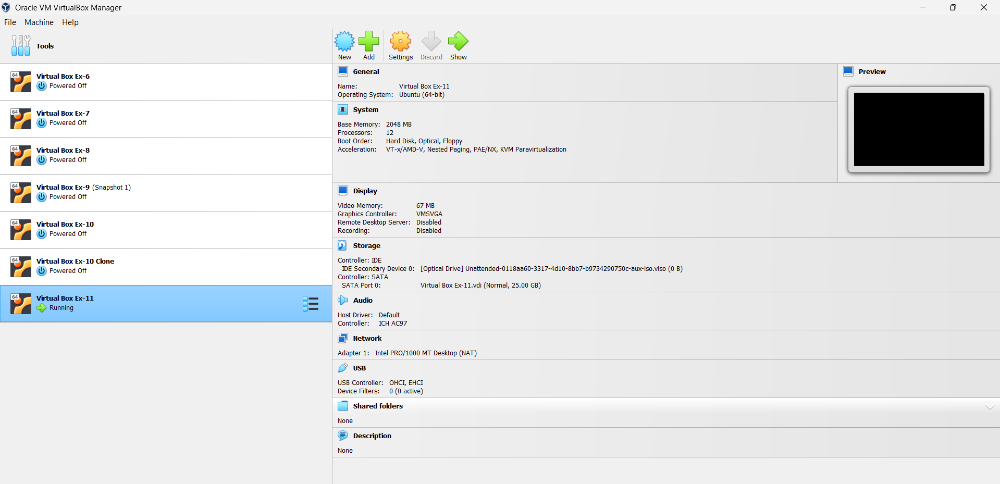 Oracle VM VirtualBox Manager
File Machine Help
Tools
New Add Settings Discard Show
64 Virtual Box Ex-6
Powered Off
64 Virtual Box Ex-7
Powered Off
64 Virtual Box Ex-8
Powered Off
64 Virtual Box Ex-9 (Snapshot 1)
Powered Off
64 Virtual Box Ex-10
Powered Off
64 Virtual Box Ex-10 Clone
Powered Off
64 Virtual Box Ex-11
Running
General
Name: Virtual Box Ex-11
Operating System: Ubuntu (64-bit)
Preview
System
Base Memory: 2048 MB
Processors: 12
Boot Order: Hard Disk, Optical, Floppy
Acceleration: VT-x/AMD-V, Nested Paging, PAE/NX, KVM Paravirtualization
Display
Video Memory: 67 MB
Graphics Controller: VMSVGA
Remote Desktop Server: Disabled
Recording: Disabled
Storage
Controller: IDE
IDE Secondary Device 0: [Optical Drive] Unattended-0118aa60-3317-4d10-8bb7-b9734290750c-aux-iso.viso (0 B)
Controller: SATA
SATA Port 0: Virtual Box Ex-11.vdi (Normal, 25.00 GB)
Audio
Host Driver: Default
Controller: ICH AC97
Network
Adapter 1: Intel PRO/1000 MT Desktop (NAT)
USB
USB Controller: OHCI, EHCI
Device Filters: 0 (0 active)
Shared folders
None
Description
None